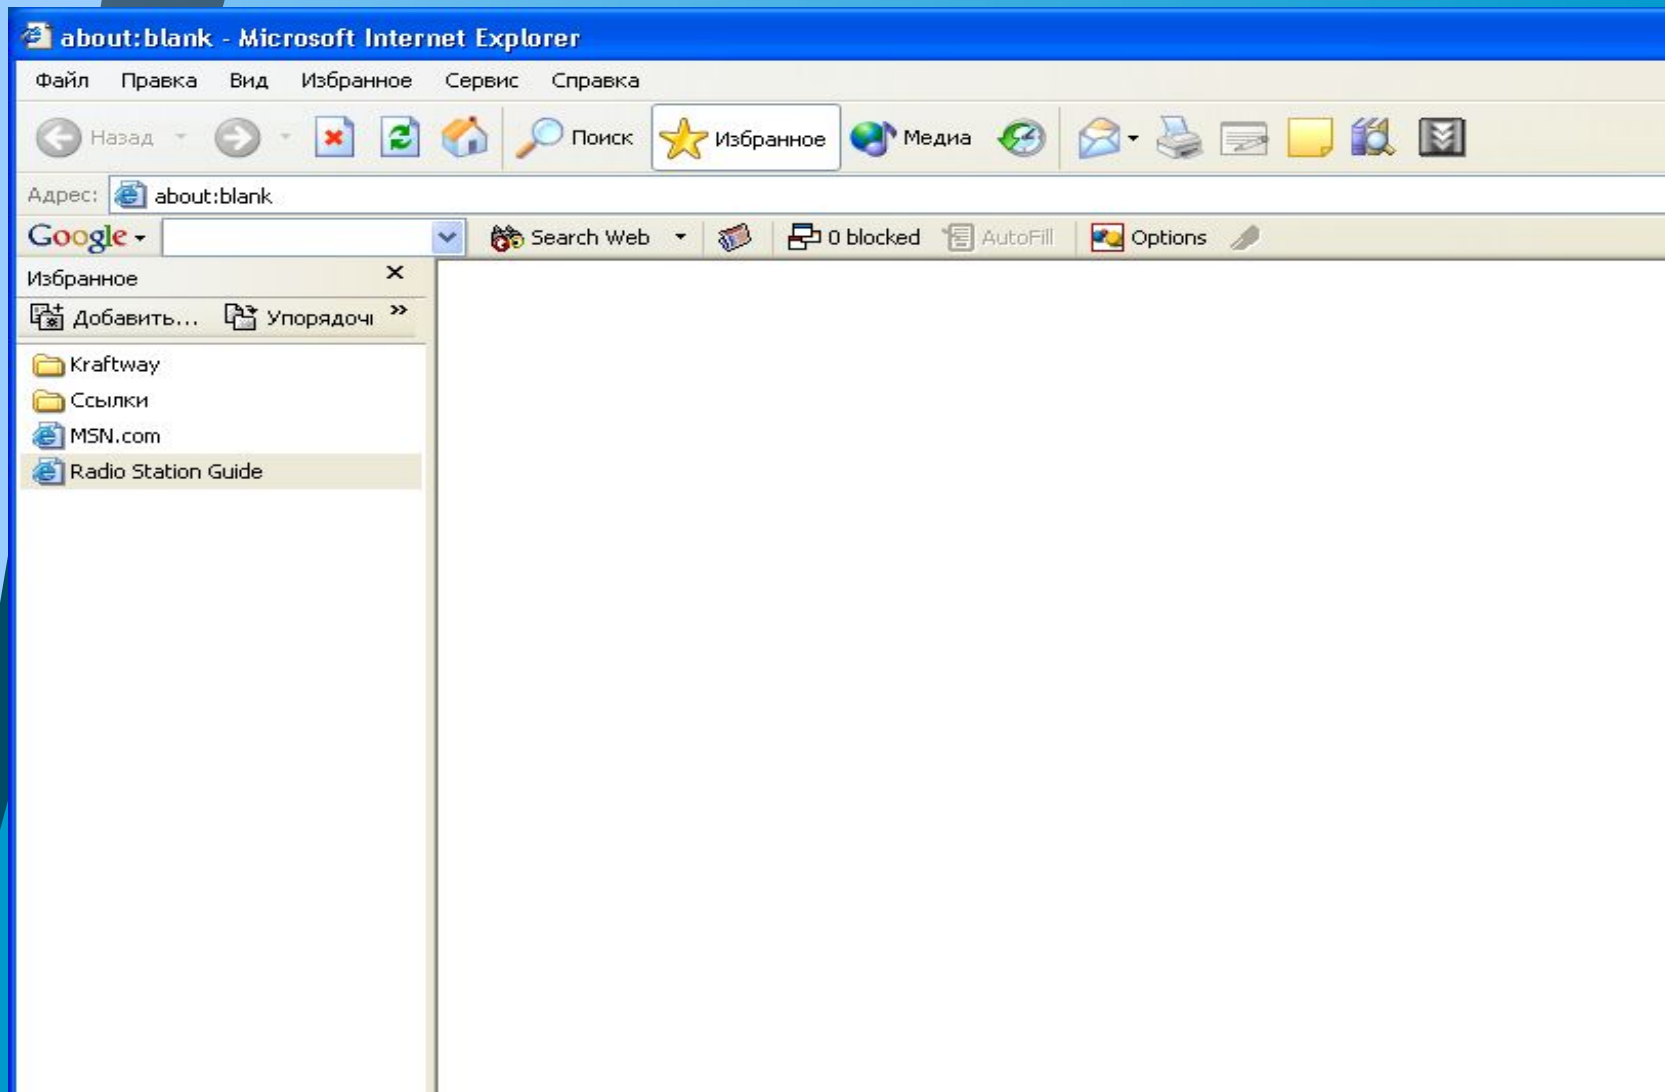 about:blank - Microsoft Internet Explorer
Файл Правка Вид Избранное Сервис Справка
Назад Поиск Избранное Медиа
Адрес: about:blank
Google Search Web 0 blocked AutoFill Options
Избранное
Добавить... Упорядочи »
Kraftway
Ссылки
MSN.com
Radio Station Guide